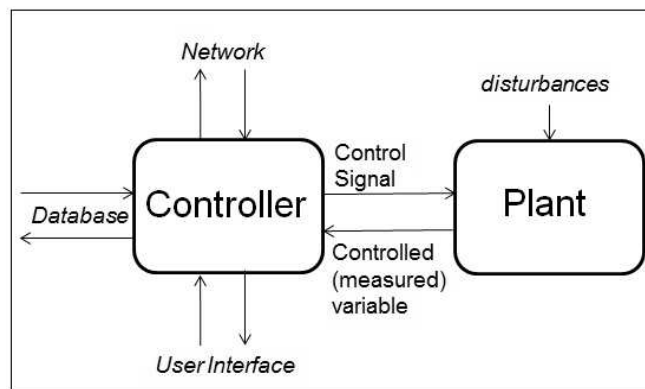 Network
disturbances
Control
Signal
Database
Controller
Plant
Controlled
(measured)
variable
User Interface